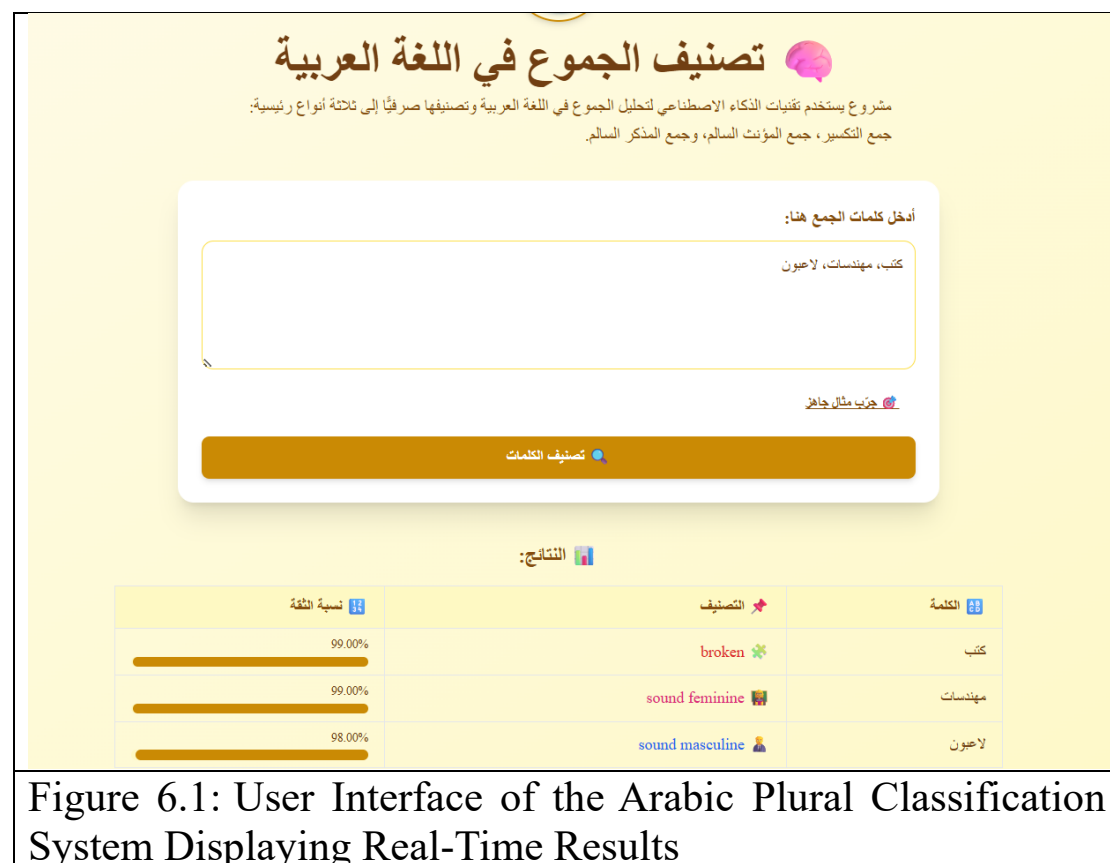 تصنيف الجموع في اللغة العربية
مشروع يستخدم تقنيات الذكاء الاصطناعي لتحليل الجموع في اللغة العربية وتصنيفها صرفيًّا إلى ثلاثة أنواع رئيسية:
جمع التكسير، جمع المؤنث السالم، وجمع المذكر السالم.
أدخل كلمات الجمع هنا:
كتب، مهندسات، لاعبون
جرّب مثال جاهز
تصنيف الكلمات
النتائج:
الكلمة التصنيف نسبة الثقة
كتب broken 99.00%
مهندسات sound feminine 99.00%
لاعبون sound masculine 98.00%
Figure 6.1: User Interface of the Arabic Plural Classification
System Displaying Real-Time Results